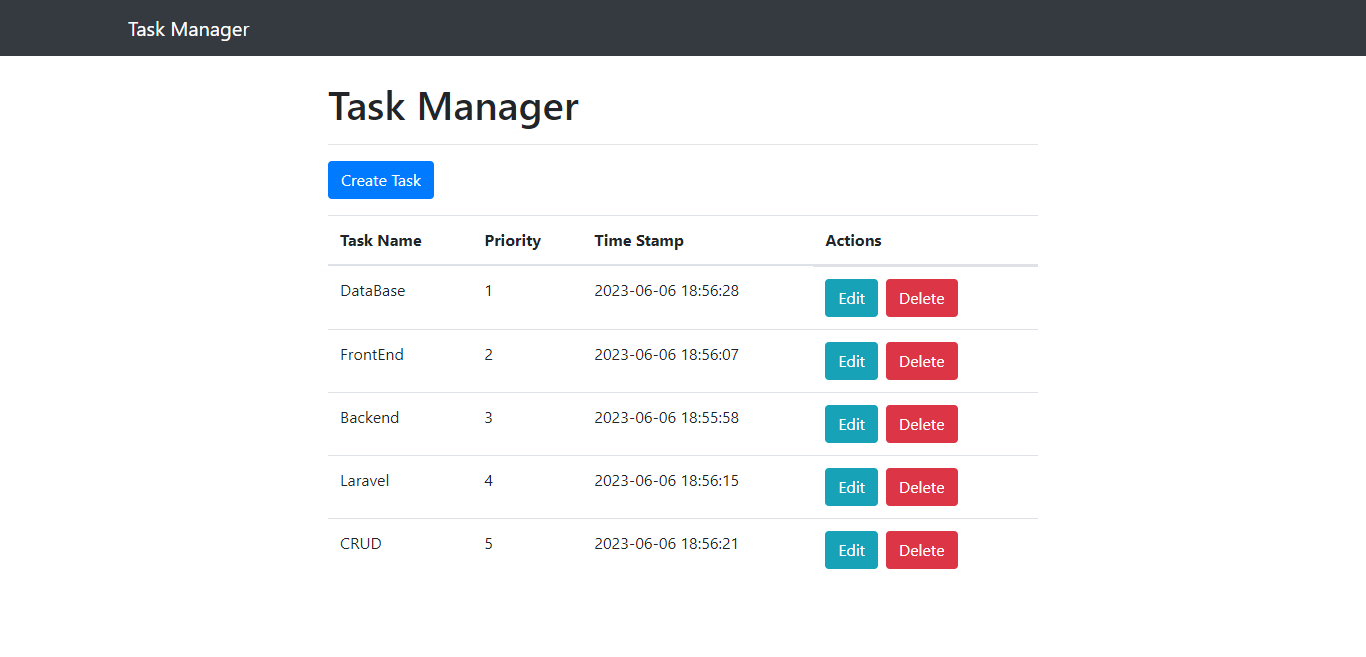 Task Manager
Task Manager
Create Task
Task Name Priority Time Stamp Actions
DataBase 1 2023-06-06 18:56:28 Edit Delete
FrontEnd 2 2023-06-06 18:56:07 Edit Delete
Backend 3 2023-06-06 18:55:58 Edit Delete
Laravel 4 2023-06-06 18:56:15 Edit Delete
CRUD 5 2023-06-06 18:56:21 Edit Delete